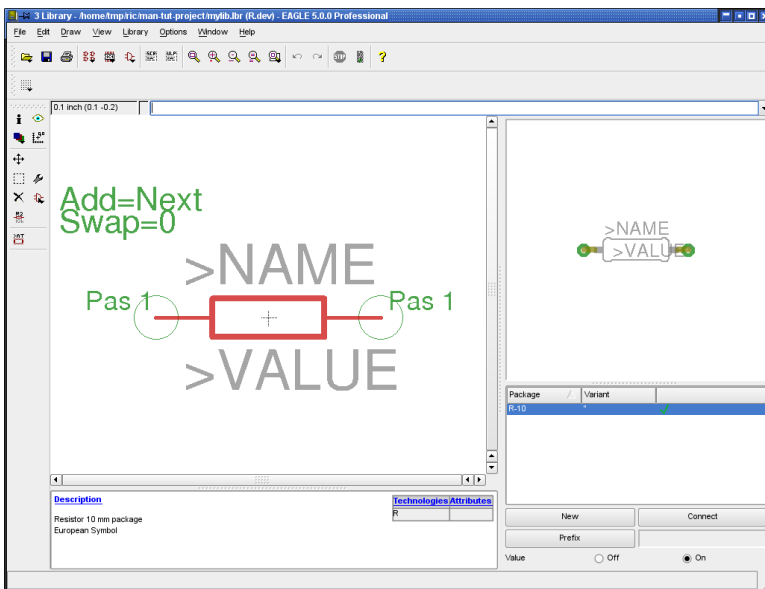 3 Library - /home/tmp/ric/man-tut-project/mylib.lbr (R.dev) - EAGLE 5.0.0 Professional
File Edit Draw View Library Options Window Help
0.1 inch (0.1 -0.2)
Add=Next
Swap=0
>NAME
Pas 1 Pas 1
>VALUE
>NAME
>VALUE
Package Variant
R-10 "
Description
Resistor 10 mm package
European Symbol
Technologies Attributes
R
New Connect
Prefix
Value Off On